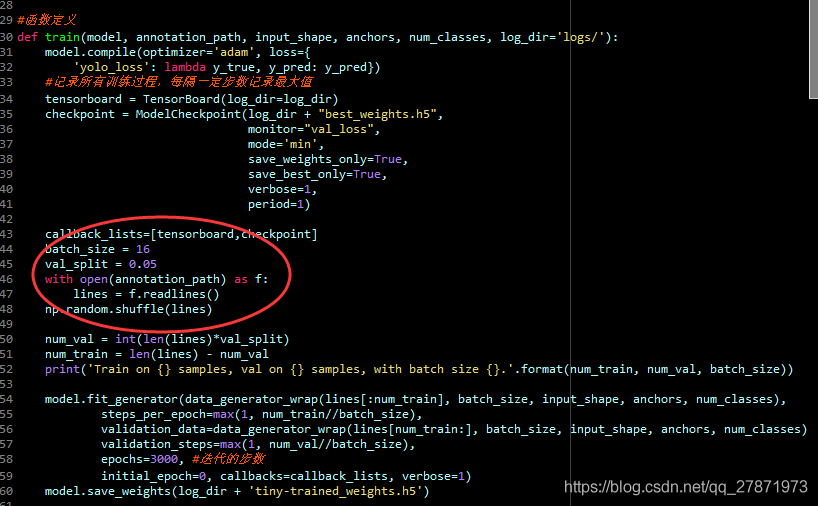 28
29 #函数定义
30 def train(model, annotation_path, input_shape, anchors, num_classes, log_dir='logs/'):
31     model.compile(optimizer='adam', loss={
32         'yolo_loss': lambda y_true, y_pred: y_pred})
33     #记录所有训练过程，每隔一定步数记录最大值
34     tensorboard = TensorBoard(log_dir=log_dir)
35     checkpoint = ModelCheckpoint(log_dir + "best_weights.h5",
36                                  monitor="val_loss",
37                                  mode='min',
38                                  save_weights_only=True,
39                                  save_best_only=True,
40                                  verbose=1,
41                                  period=1)
42
43     callback_lists=[tensorboard,checkpoint]
44     batch_size = 16
45     val_split = 0.05
46     with open(annotation_path) as f:
47         lines = f.readlines()
48     np.random.shuffle(lines)
49
50     num_val = int(len(lines)*val_split)
51     num_train = len(lines) - num_val
52     print('Train on {} samples, val on {} samples, with batch size {}.'.format(num_train, num_val, batch_size))
53
54     model.fit_generator(data_generator_wrap(lines[:num_train], batch_size, input_shape, anchors, num_classes),
55             steps_per_epoch=max(1, num_train//batch_size),
56             validation_data=data_generator_wrap(lines[num_train:], batch_size, input_shape, anchors, num_classes)
57             validation_steps=max(1, num_val//batch_size),
58             epochs=3000, #迭代的步数
59             initial_epoch=0, callbacks=callback_lists, verbose=1)
60     model.save_weights(log_dir + 'tiny-trained_weights.h5')
https://blog.csdn.net/qq_27871973